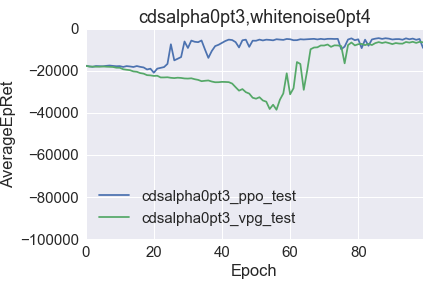 cdsalpha0pt3,whitenoise0pt4
AverageEpRet
0
−20000
−40000
−60000
−80000
−100000
cdsalpha0pt3_ppo_test
cdsalpha0pt3_vpg_test
0 20 40 60 80
Epoch